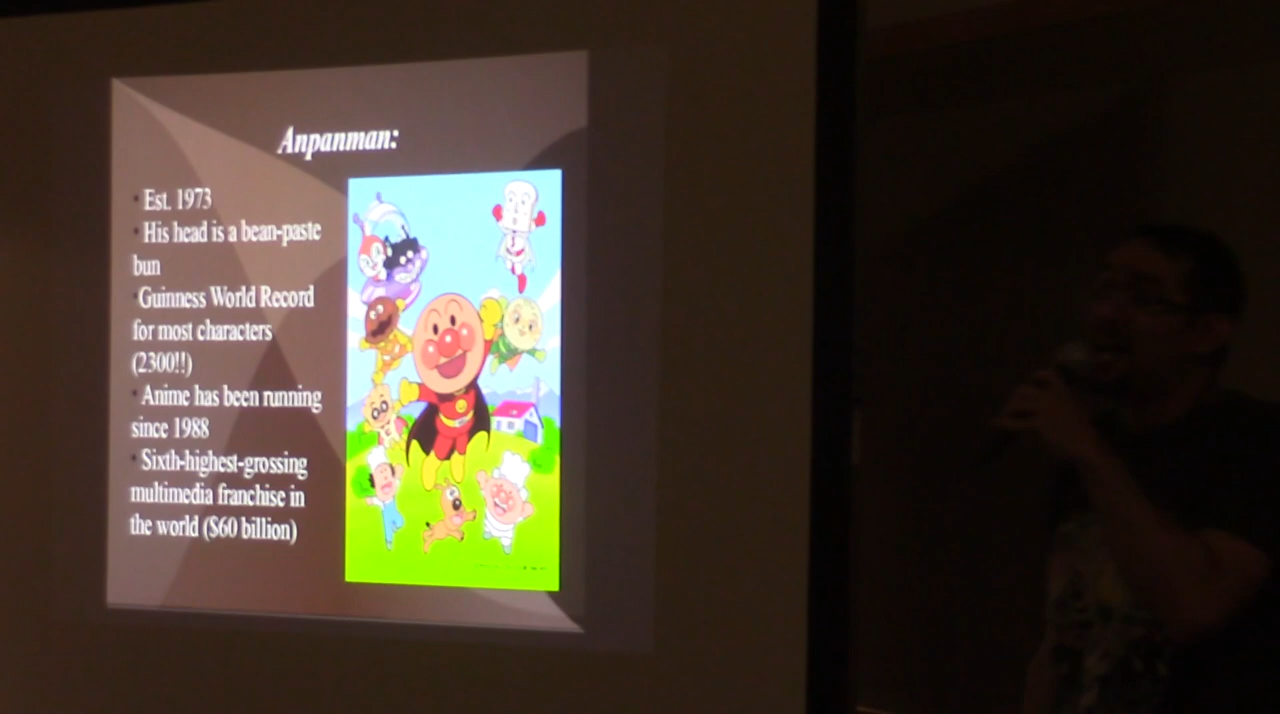 Anpanman:
• Est. 1973
• His head is a bean-paste
bun
•Guinness World Record
for most characters
(2300!!)
• Anime has been running
since 1988
• Sixth-highest-grossing
multimedia franchise in
the world ($60 billion)